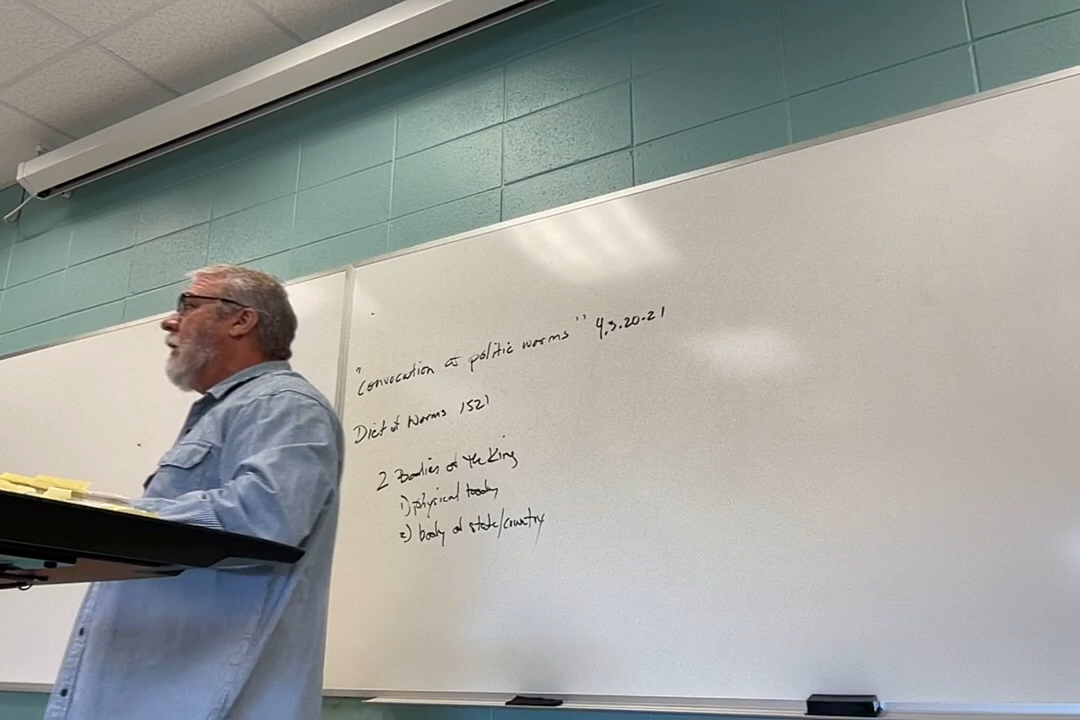 "Convocation of politic worms" 4.3.20-21
Diet of Worms 1521
2 Bodies of the King
1) physical body
2) body of state/country